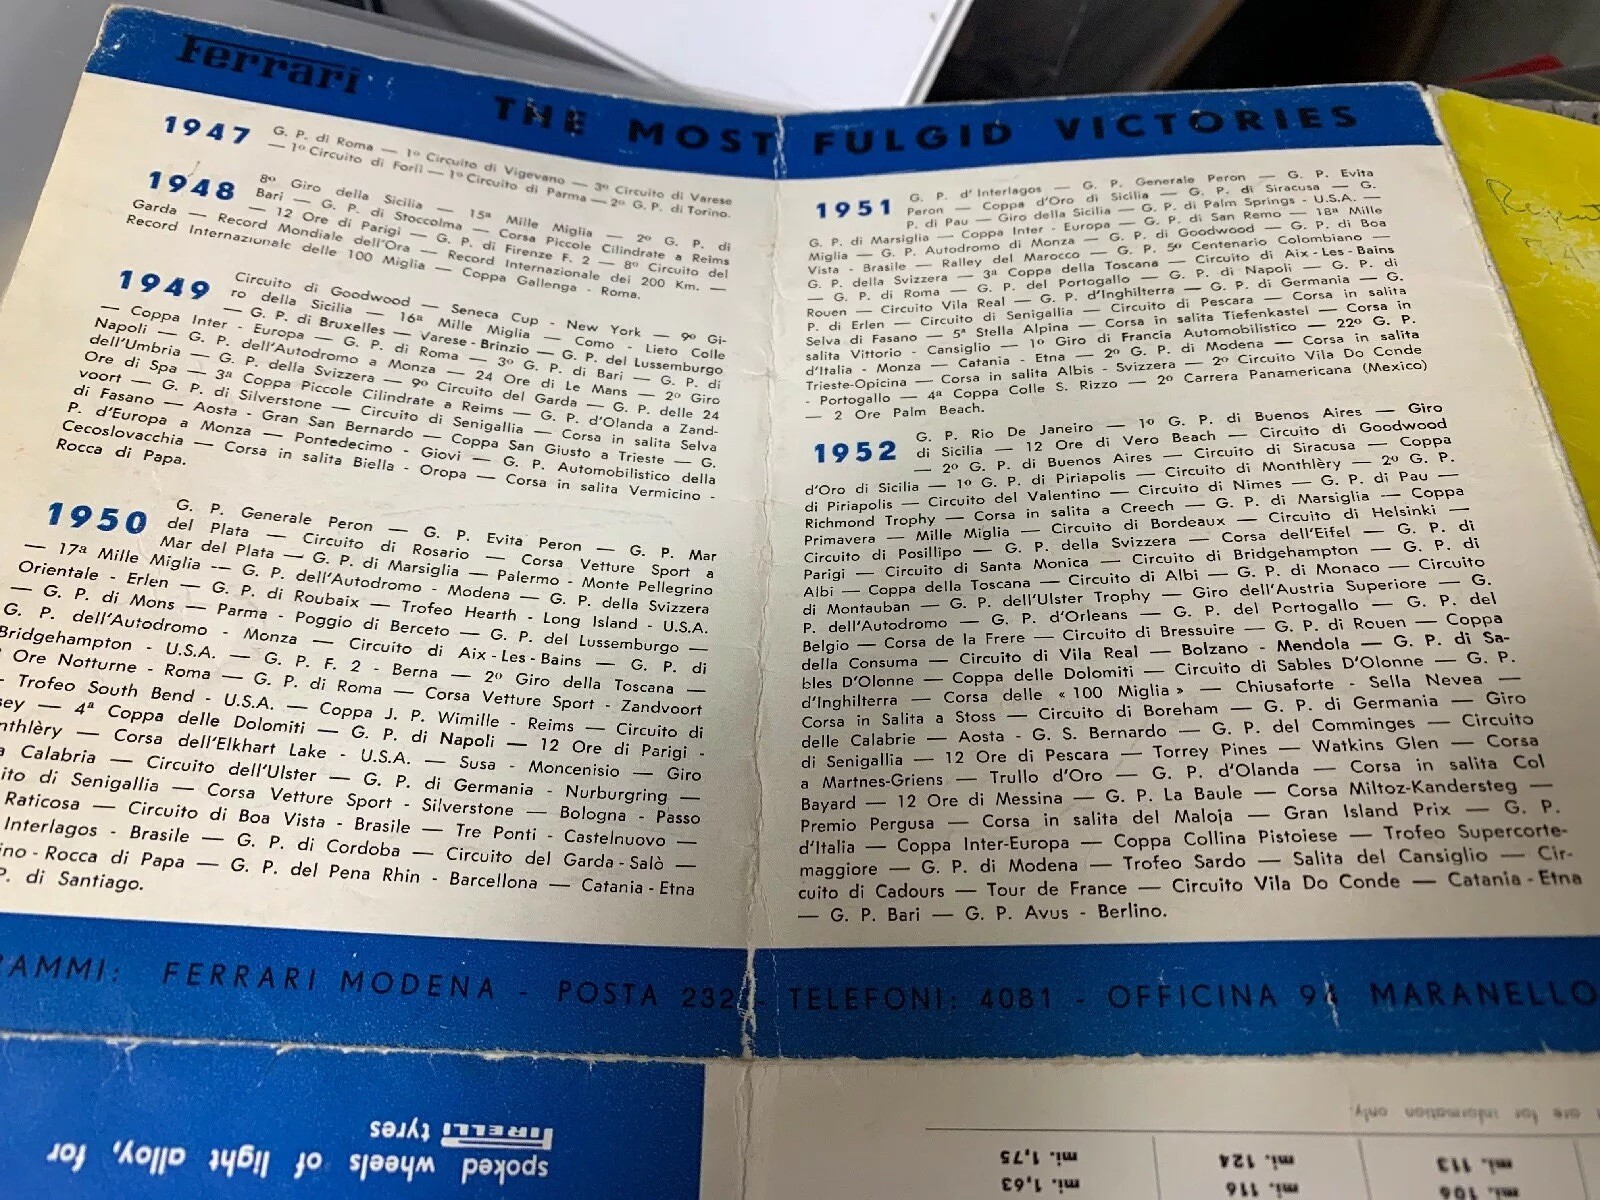 Ferrari
THE MOST FULGID VICTORIES
1947 G. P. di Roma — 1º Circuito di Vigevano — 3º Circuito di Varese
— 1º Circuito di Forlì — 1º Circuito di Parma — 2º G. P. di Torino.
1948 8º Giro della Sicilia — 15ª Mille Miglia — 2º G. P. di
Bari — G. P. di Stoccolma — Corsa Piccole Cilindrate a Reims
— 12 Ore di Parigi — G. P. di Firenze F. 2 — 8º Circuito del
Garda — Record Mondiale dell'Ora — Record Internazionale dei 200 Km. —
Record Internazionale delle 100 Miglia — Coppa Gallenga - Roma.
1949 Circuito di Goodwood — Seneca Cup - New York — 9º Gi-
ro della Sicilia — 16ª Mille Miglia — Como - Lieto Colle
— G. P. di Bruxelles — Varese - Brinzio — G. P. del Lussemburgo
— Coppa Inter - Europa — G. P. di Roma — 3º G. P. di Bari — G. P. di
Napoli — G. P. dell'Autodromo a Monza — 24 Ore di Le Mans — 2º Giro
dell'Umbria — G. P. della Svizzera — 9º Circuito del Garda — G. P. delle 24
Ore di Spa — 3ª Coppa Piccole Cilindrate a Reims — G. P. d'Olanda a Zand-
voort — G. P. di Silverstone — Circuito di Senigallia — Corsa in salita Selva
di Fasano — Aosta - Gran San Bernardo — Coppa San Giusto a Trieste — G.
P. d'Europa a Monza — Pontedecimo - Giovi — G. P. Automobilistico della
Cecoslovacchia — Corsa in salita Biella - Oropa — Corsa in salita Vermicino -
Rocca di Papa.
1950 G. P. Generale Peron — G. P. Evita Peron — G. P. Mar
del Plata — Circuito di Rosario — Corsa Vetture Sport a
Mar del Plata — G. P. di Marsiglia — Palermo - Monte Pellegrino
— 17ª Mille Miglia — G. P. dell'Autodromo - Modena — G. P. della Svizzera
Orientale - Erlen — G. P. di Roubaix — Trofeo Hearth - Long Island - U.S.A.
— G. P. di Mons — Parma - Poggio di Berceto — G. P. del Lussemburgo —
G. P. dell'Autodromo - Monza — Circuito di Aix - Les - Bains — G. P. di
Bridgehampton - U.S.A. — G. P. F. 2 - Berna — 2º Giro della Toscana —
Ore Notturne - Roma — G. P. di Roma — Corsa Vetture Sport - Zandvoort
- Trofeo South Bend - U.S.A. — Coppa J. P. Wimille - Reims — Circuito di
sey — 4ª Coppa delle Dolomiti — G. P. di Napoli — 12 Ore di Parigi -
nthlèry — Corsa dell'Elkhart Lake - U.S.A. — Susa - Moncenisio — Giro
a Calabria — Circuito dell'Ulster — G. P. di Germania - Nurburgring —
ito di Senigallia — Corsa Vetture Sport - Silverstone — Bologna - Passo
Raticosa — Circuito di Boa Vista - Brasile — Tre Ponti - Castelnuovo —
Interlagos - Brasile — G. P. di Cordoba — Circuito del Garda - Salò —
ino - Rocca di Papa — G. P. del Pena Rhin - Barcellona — Catania - Etna
P. di Santiago.
1951 G. P. d'Interlagos — G. P. Generale Peron — G. P. Evita
Peron — Coppa d'Oro di Sicilia — G. P. di Siracusa — G.
P. di Pau — Giro della Sicilia — G. P. di Palm Springs - U.S.A. —
G. P. di Marsiglia — Coppa Inter - Europa — G. P. di San Remo — 18ª Mille
Miglia — G. P. Autodromo di Monza — G. P. di Goodwood — G. P. di Boa
Vista - Brasile — Ralley del Marocco — G. P. 5º Centenario Colombiano —
G. P. della Svizzera — 3ª Coppa della Toscana — Circuito di Aix - Les - Bains
— G. P. di Roma — G. P. del Portogallo — G. P. di Napoli — G. P. di
Rouen — Circuito Vila Real — G. P. d'Inghilterra — G. P. di Germania — G.
P. di Erlen — Circuito di Senigallia — Circuito di Pescara — Corsa in salita
Selva di Fasano — 5ª Stella Alpina — Corsa in salita Tiefenkastel — Corsa in
salita Vittorio - Cansiglio — 1º Giro di Francia Automobilistico — 22º G. P.
d'Italia - Monza — Catania - Etna — 2º G. P. di Modena — Corsa in salita
Trieste-Opicina — Corsa in salita Albis - Svizzera — 2º Circuito Vila Do Conde
- Portogallo — 4ª Coppa Colle S. Rizzo — 2º Carrera Panamericana (Mexico)
— 2 Ore Palm Beach.
1952 G. P. Rio De Janeiro — 1º G. P. di Buenos Aires — Giro
di Sicilia — 12 Ore di Vero Beach — Circuito di Goodwood
— 2º G. P. di Buenos Aires — Circuito di Siracusa — Coppa
d'Oro di Sicilia — 1º G. P. di Piriapolis — Circuito di Monthlèry — 2º G. P.
di Piriapolis — Circuito del Valentino — Circuito di Nimes — G. P. di Pau —
Richmond Trophy — Corsa in salita a Creech — G. P. di Marsiglia — Coppa
Primavera — Mille Miglia — Circuito di Bordeaux — Circuito di Helsinki —
Circuito di Posillipo — G. P. della Svizzera — Corsa dell'Eifel — G. P. di
Parigi — Circuito di Santa Monica — Circuito di Bridgehampton — G. P. di
Albi — Coppa della Toscana — Circuito di Albi — G. P. di Monaco — Circuito
di Montauban — G. P. dell'Ulster Trophy — Giro dell'Austria Superiore — G.
P. dell'Autodromo — G. P. d'Orleans — G. P. del Portogallo — G. P. del
Belgio — Corsa de la Frere — Circuito di Bressuire — G. P. di Rouen — Coppa
della Consuma — Circuito di Vila Real — Bolzano - Mendola — G. P. di Sa-
bles D'Olonne — Coppa delle Dolomiti — Circuito di Sables D'Olonne — G. P.
d'Inghilterra — Corsa delle « 100 Miglia » — Chiusaforte - Sella Nevea —
Corsa in Salita a Stoss — Circuito di Boreham — G. P. di Germania — Giro
delle Calabrie — Aosta - G. S. Bernardo — G. P. del Comminges — Circuito
di Senigallia — 12 Ore di Pescara — Torrey Pines — Watkins Glen — Corsa
a Martnes-Griens — Trullo d'Oro — G. P. d'Olanda — Corsa in salita Col
Bayard — 12 Ore di Messina — G. P. La Baule — Corsa Miltoz-Kandersteg —
Premio Pergusa — Corsa in salita del Maloja — Gran Island Prix — G. P.
d'Italia — Coppa Inter-Europa — Coppa Collina Pistoiese — Trofeo Supercorte-
maggiore — G. P. di Modena — Trofeo Sardo — Salita del Cansiglio — Cir-
cuito di Cadours — Tour de France — Circuito Vila Do Conde — Catania - Etna
— G. P. Bari — G. P. Avus - Berlino.
RAMMI: FERRARI MODENA - POSTA 232 - TELEFONI: 4081 - OFFICINA 94 MARANELLO
spoked wheels of light alloy, for
PIRELLI tyres
are for information only.
mi. 1,63 mi. 116 mi. 106
mi. 1,75 mi. 124 mi. 113